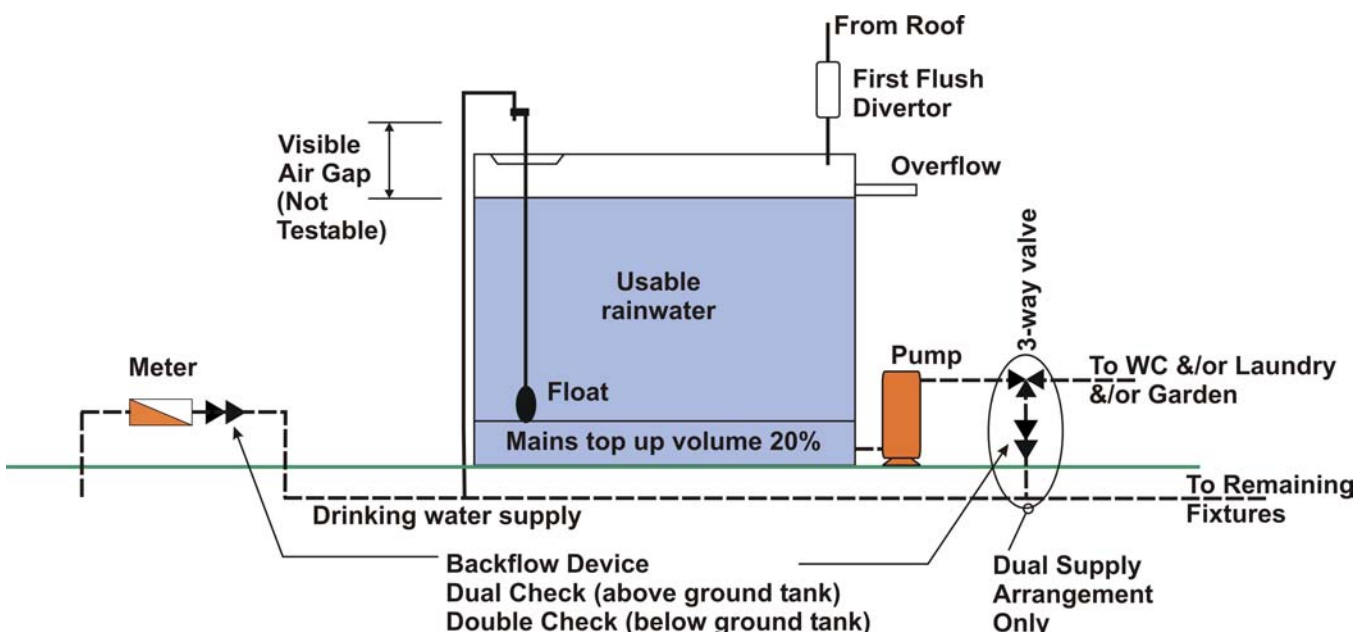 From Roof
First Flush
Divertor
Visible
Air Gap
(Not
Testable)
Overflow
Usable
rainwater
3-way valve
Meter
Float
Pump
To WC &/or Laundry
&/or Garden
Mains top up volume 20%
Drinking water supply
To Remaining
Fixtures
Backflow Device
Dual Check (above ground tank)
Double Check (below ground tank)
Dual Supply
Arrangement
Only